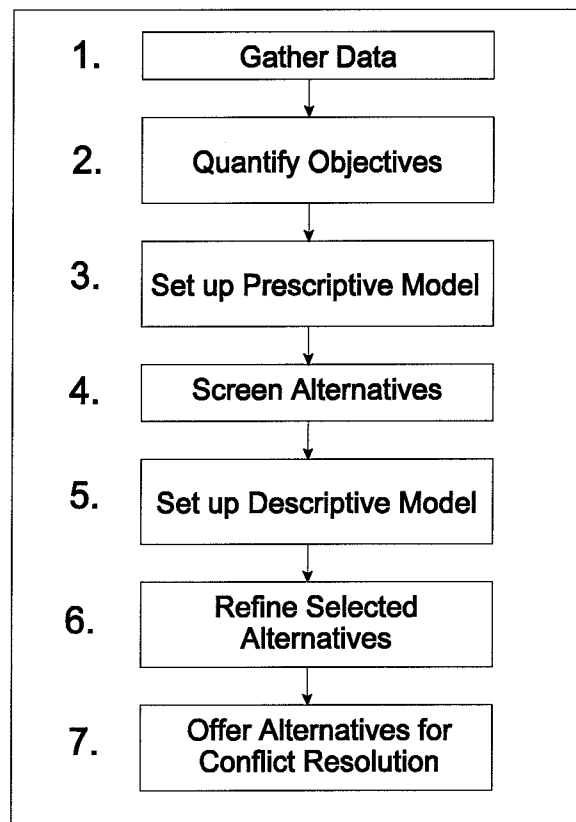 1. Gather Data
2. Quantify Objectives
3. Set up Prescriptive Model
4. Screen Alternatives
5. Set up Descriptive Model
6. Refine Selected
Alternatives
7. Offer Alternatives for
Conflict Resolution